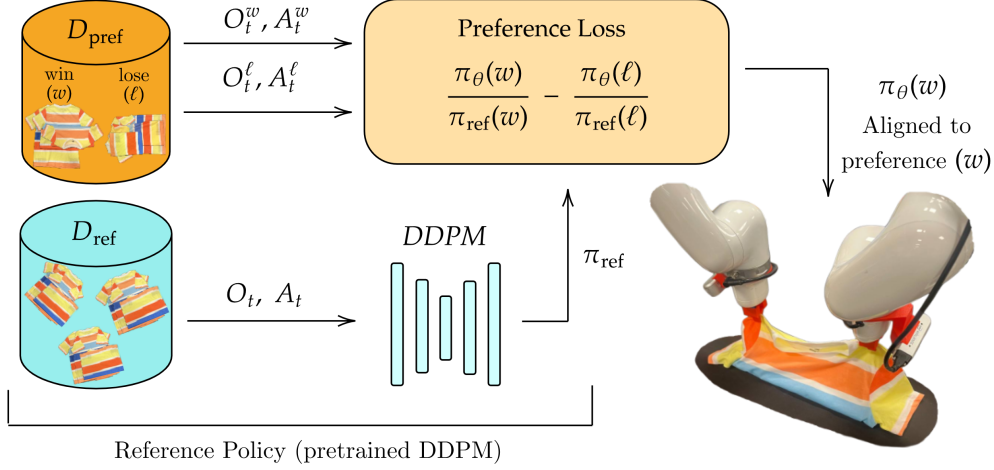 D_pref
win
(w)
lose
(ℓ)
O_t^w, A_t^w
O_t^ℓ, A_t^ℓ
Preference Loss
π_θ(w) / π_ref(w) − π_θ(ℓ) / π_ref(ℓ)
π_θ(w)
Aligned to
preference (w)
D_ref
O_t, A_t
DDPM
π_ref
Reference Policy (pretrained DDPM)